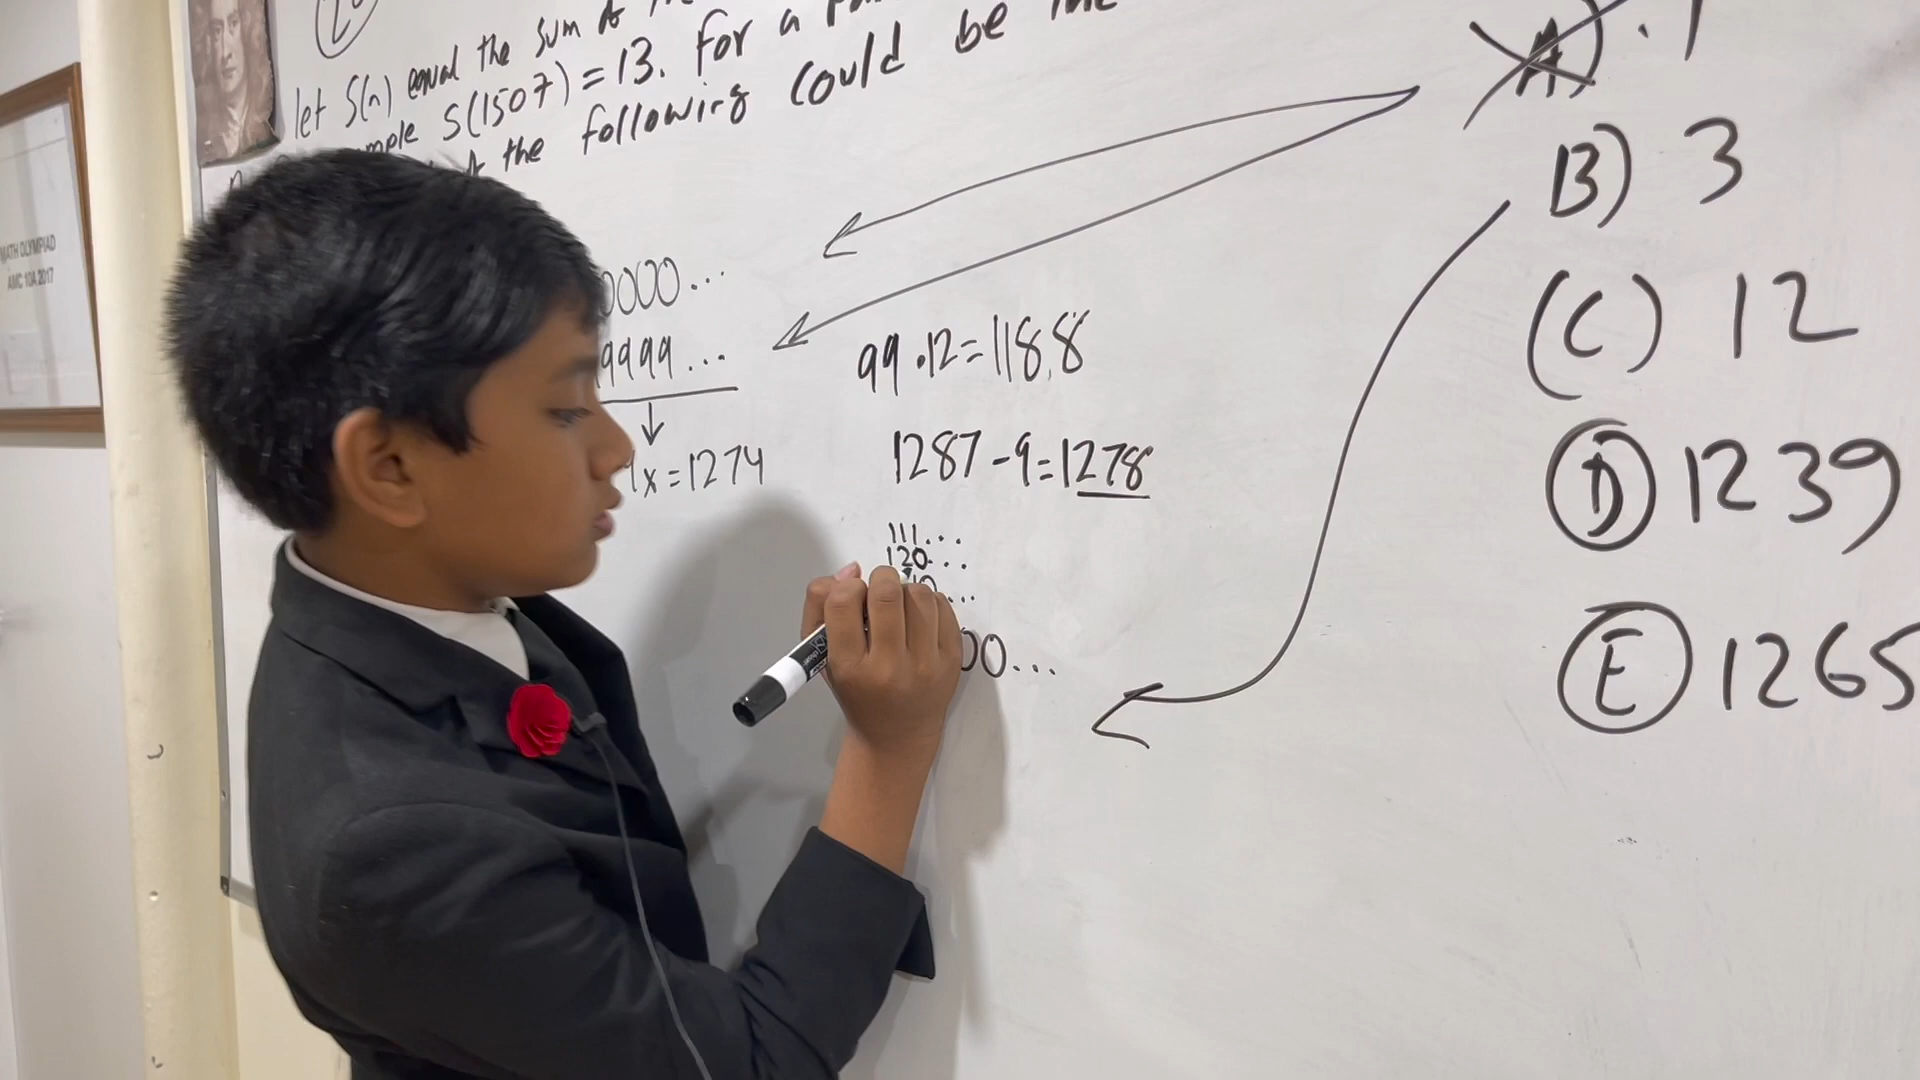 let S(n) equal the sum of
S(1507) = 13. For a
the following could be the
MATH OLYMPIAD
AMC 10A 2017
0000...
9999...
x = 1274
99 · 12 = 1188
1287 - 9 = 1278
111...
120...
00...
A) . 1
B) 3
(C) 12
D 1239
E 1265